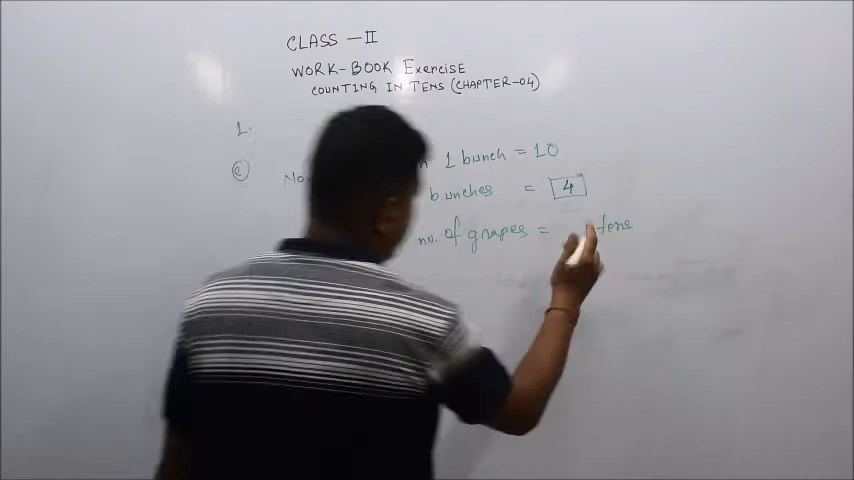 CLASS - II
WORK-BOOK Exercise
COUNTING IN TENS (CHAPTER-04)
1.
No. 1 bunch = 10
bunches = 4
no. of grapes = tens